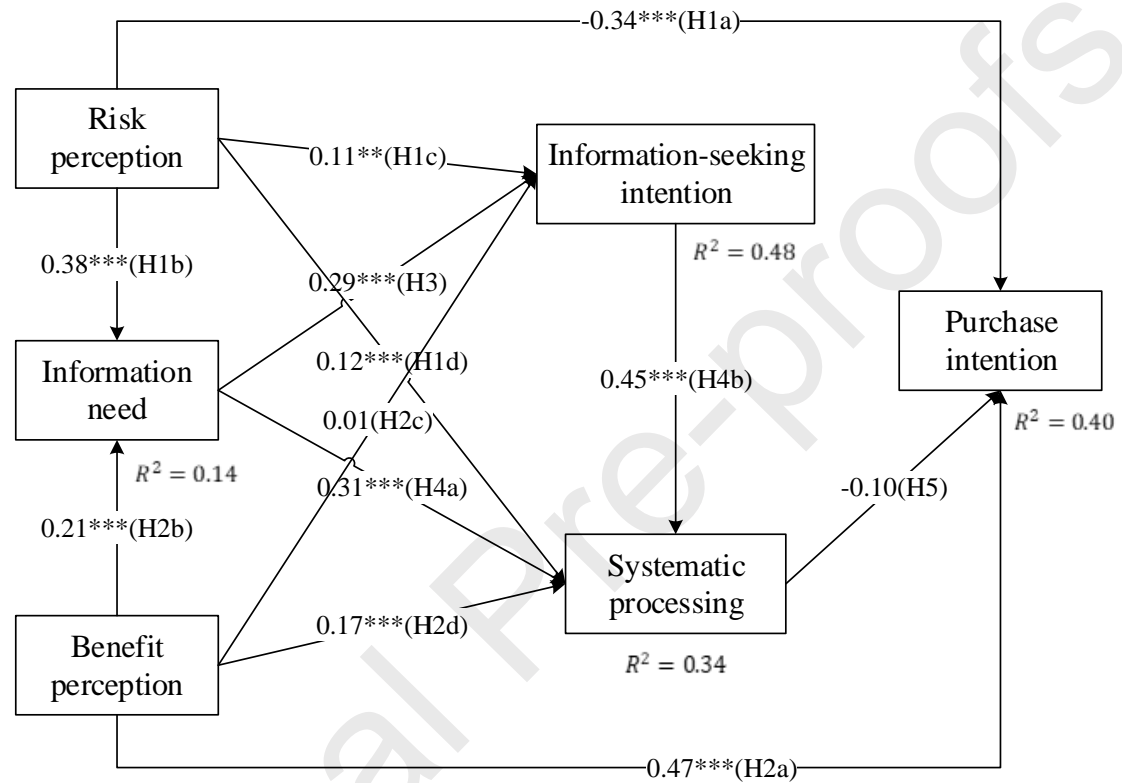 -0.34***(H1a)
Risk
perception
0.11**(H1c)
Information-seeking
intention
R² = 0.48
0.38***(H1b)
0.29***(H3)
Purchase
intention
R² = 0.40
Information
need
R² = 0.14
0.12***(H1d)
0.45***(H4b)
0.01(H2c)
0.31***(H4a)
-0.10(H5)
0.21***(H2b)
Systematic
processing
R² = 0.34
0.17***(H2d)
Benefit
perception
0.47***(H2a)
al Pre-proofs